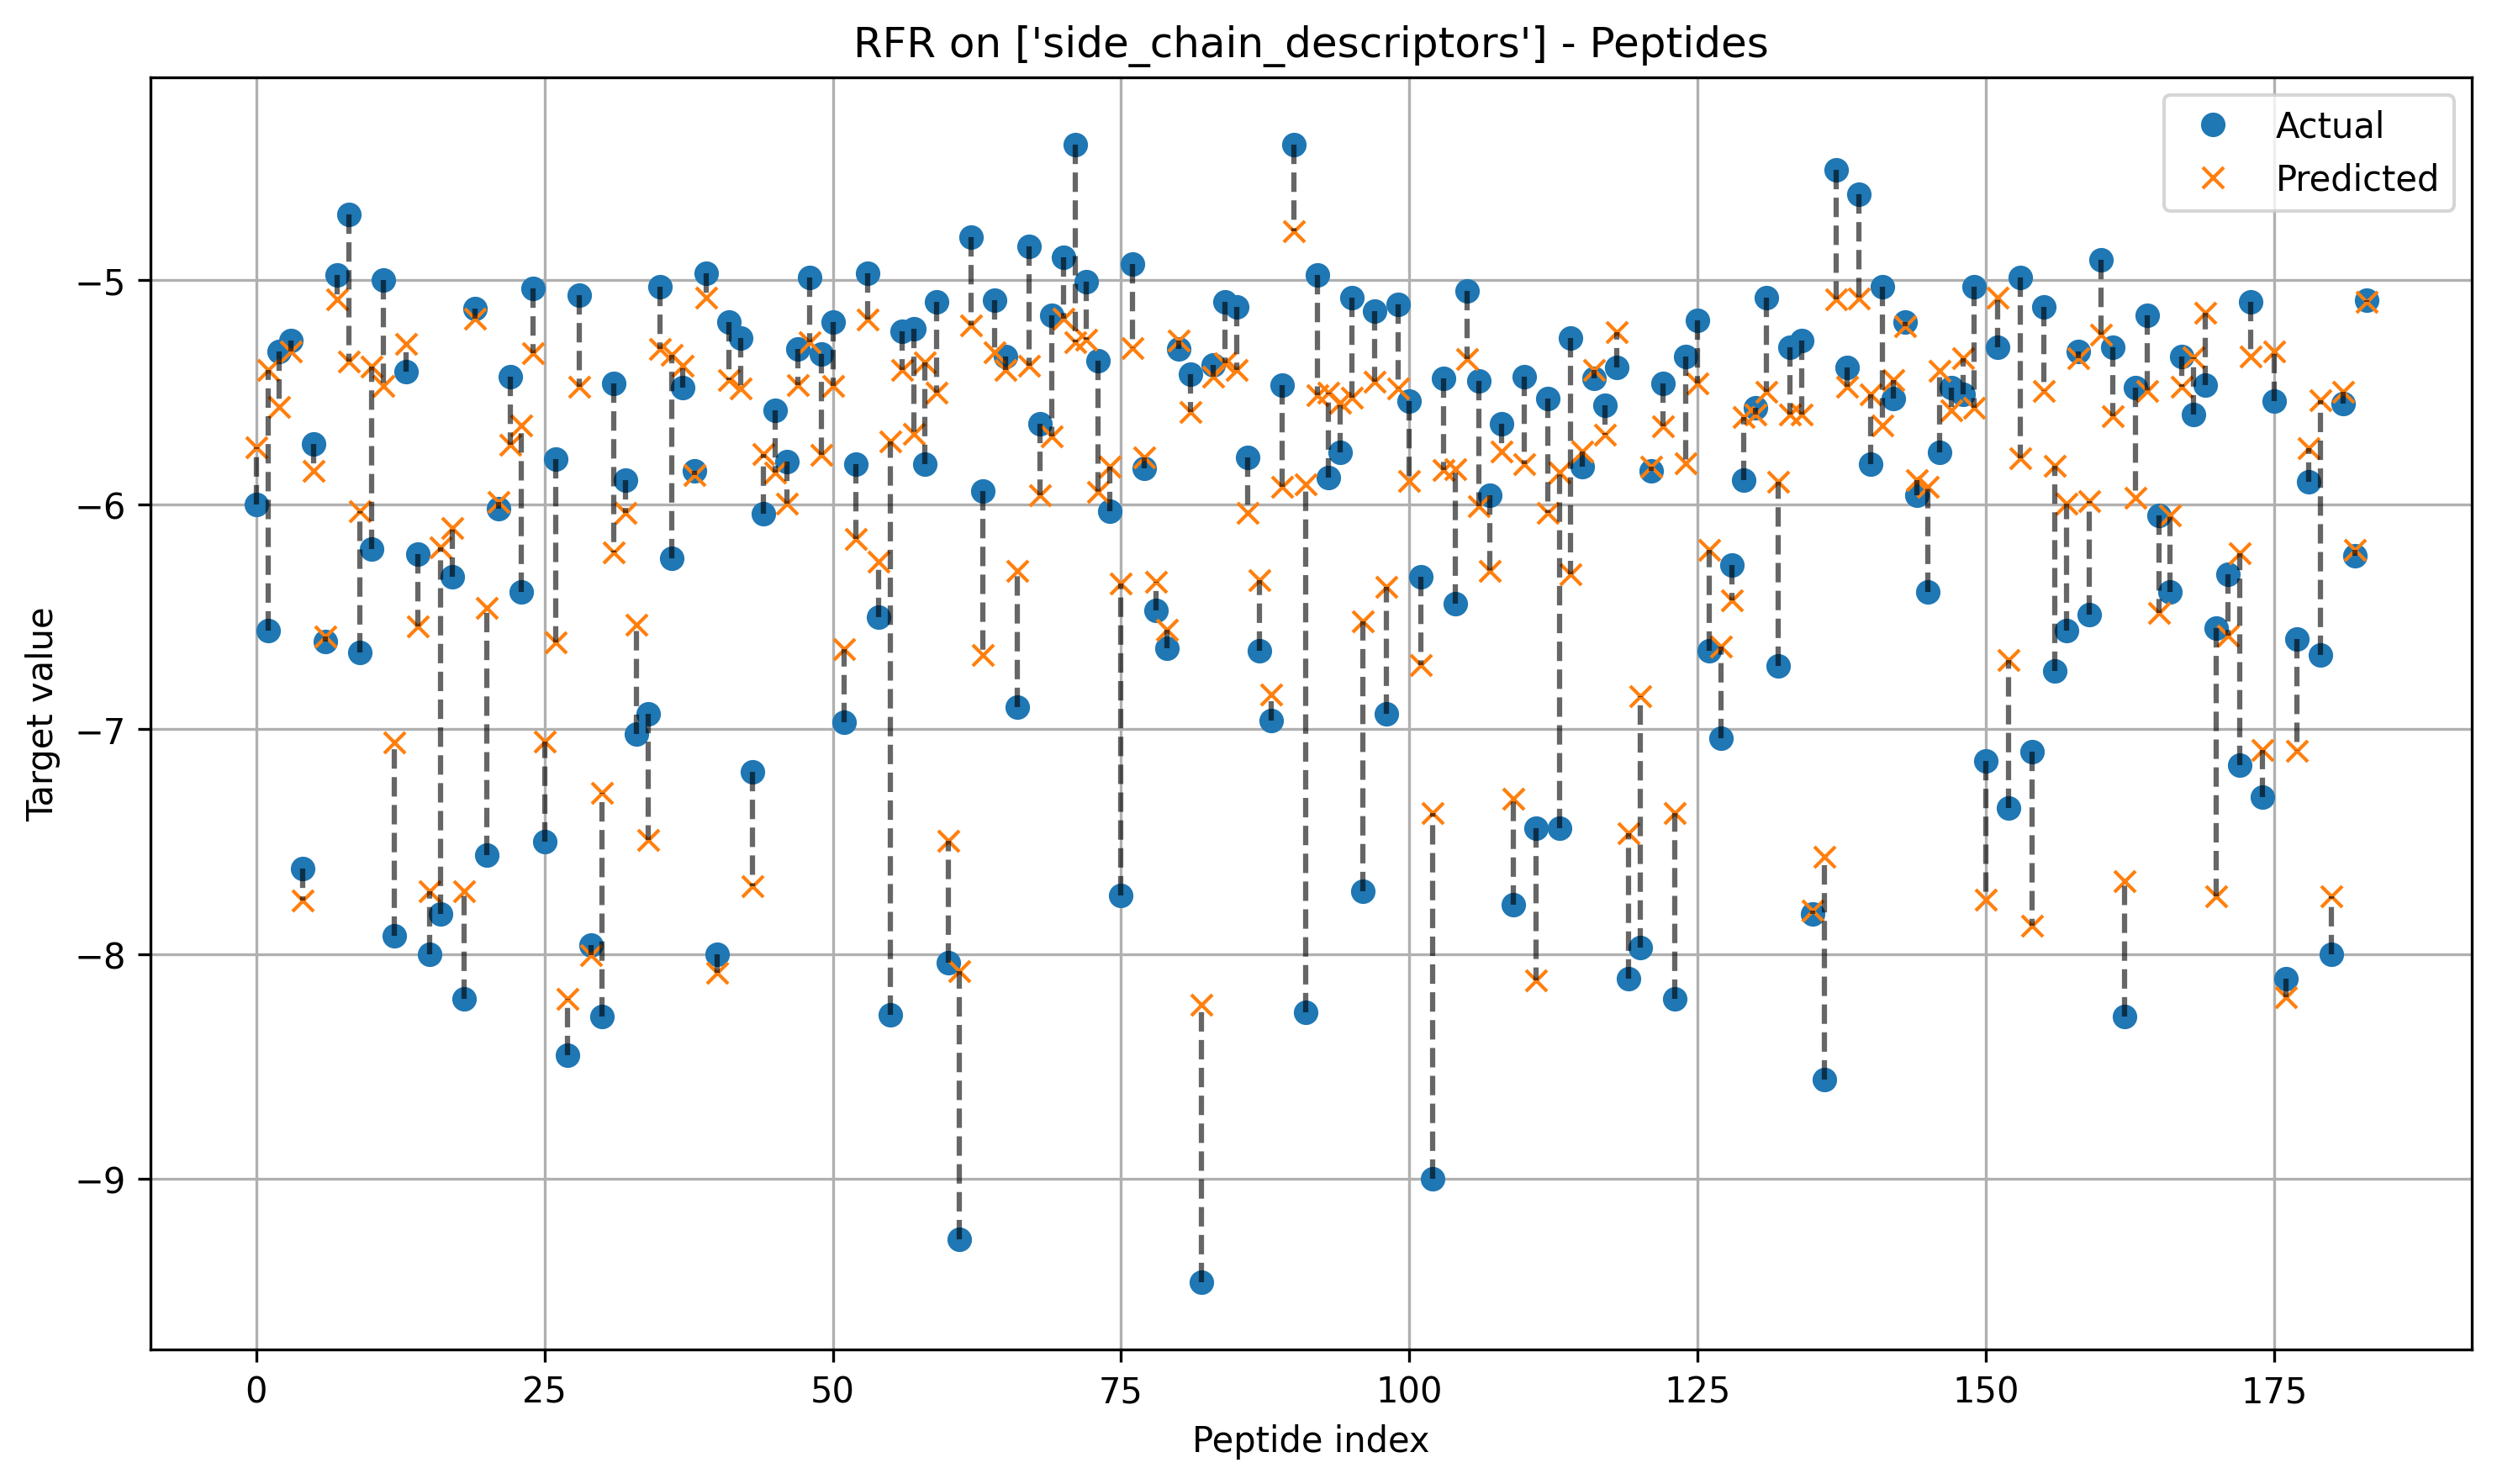 RFR on ['side_chain_descriptors'] - Peptides
Actual
Predicted
Target value
−5
−6
−7
−8
−9
0 25 50 75 100 125 150 175
Peptide index